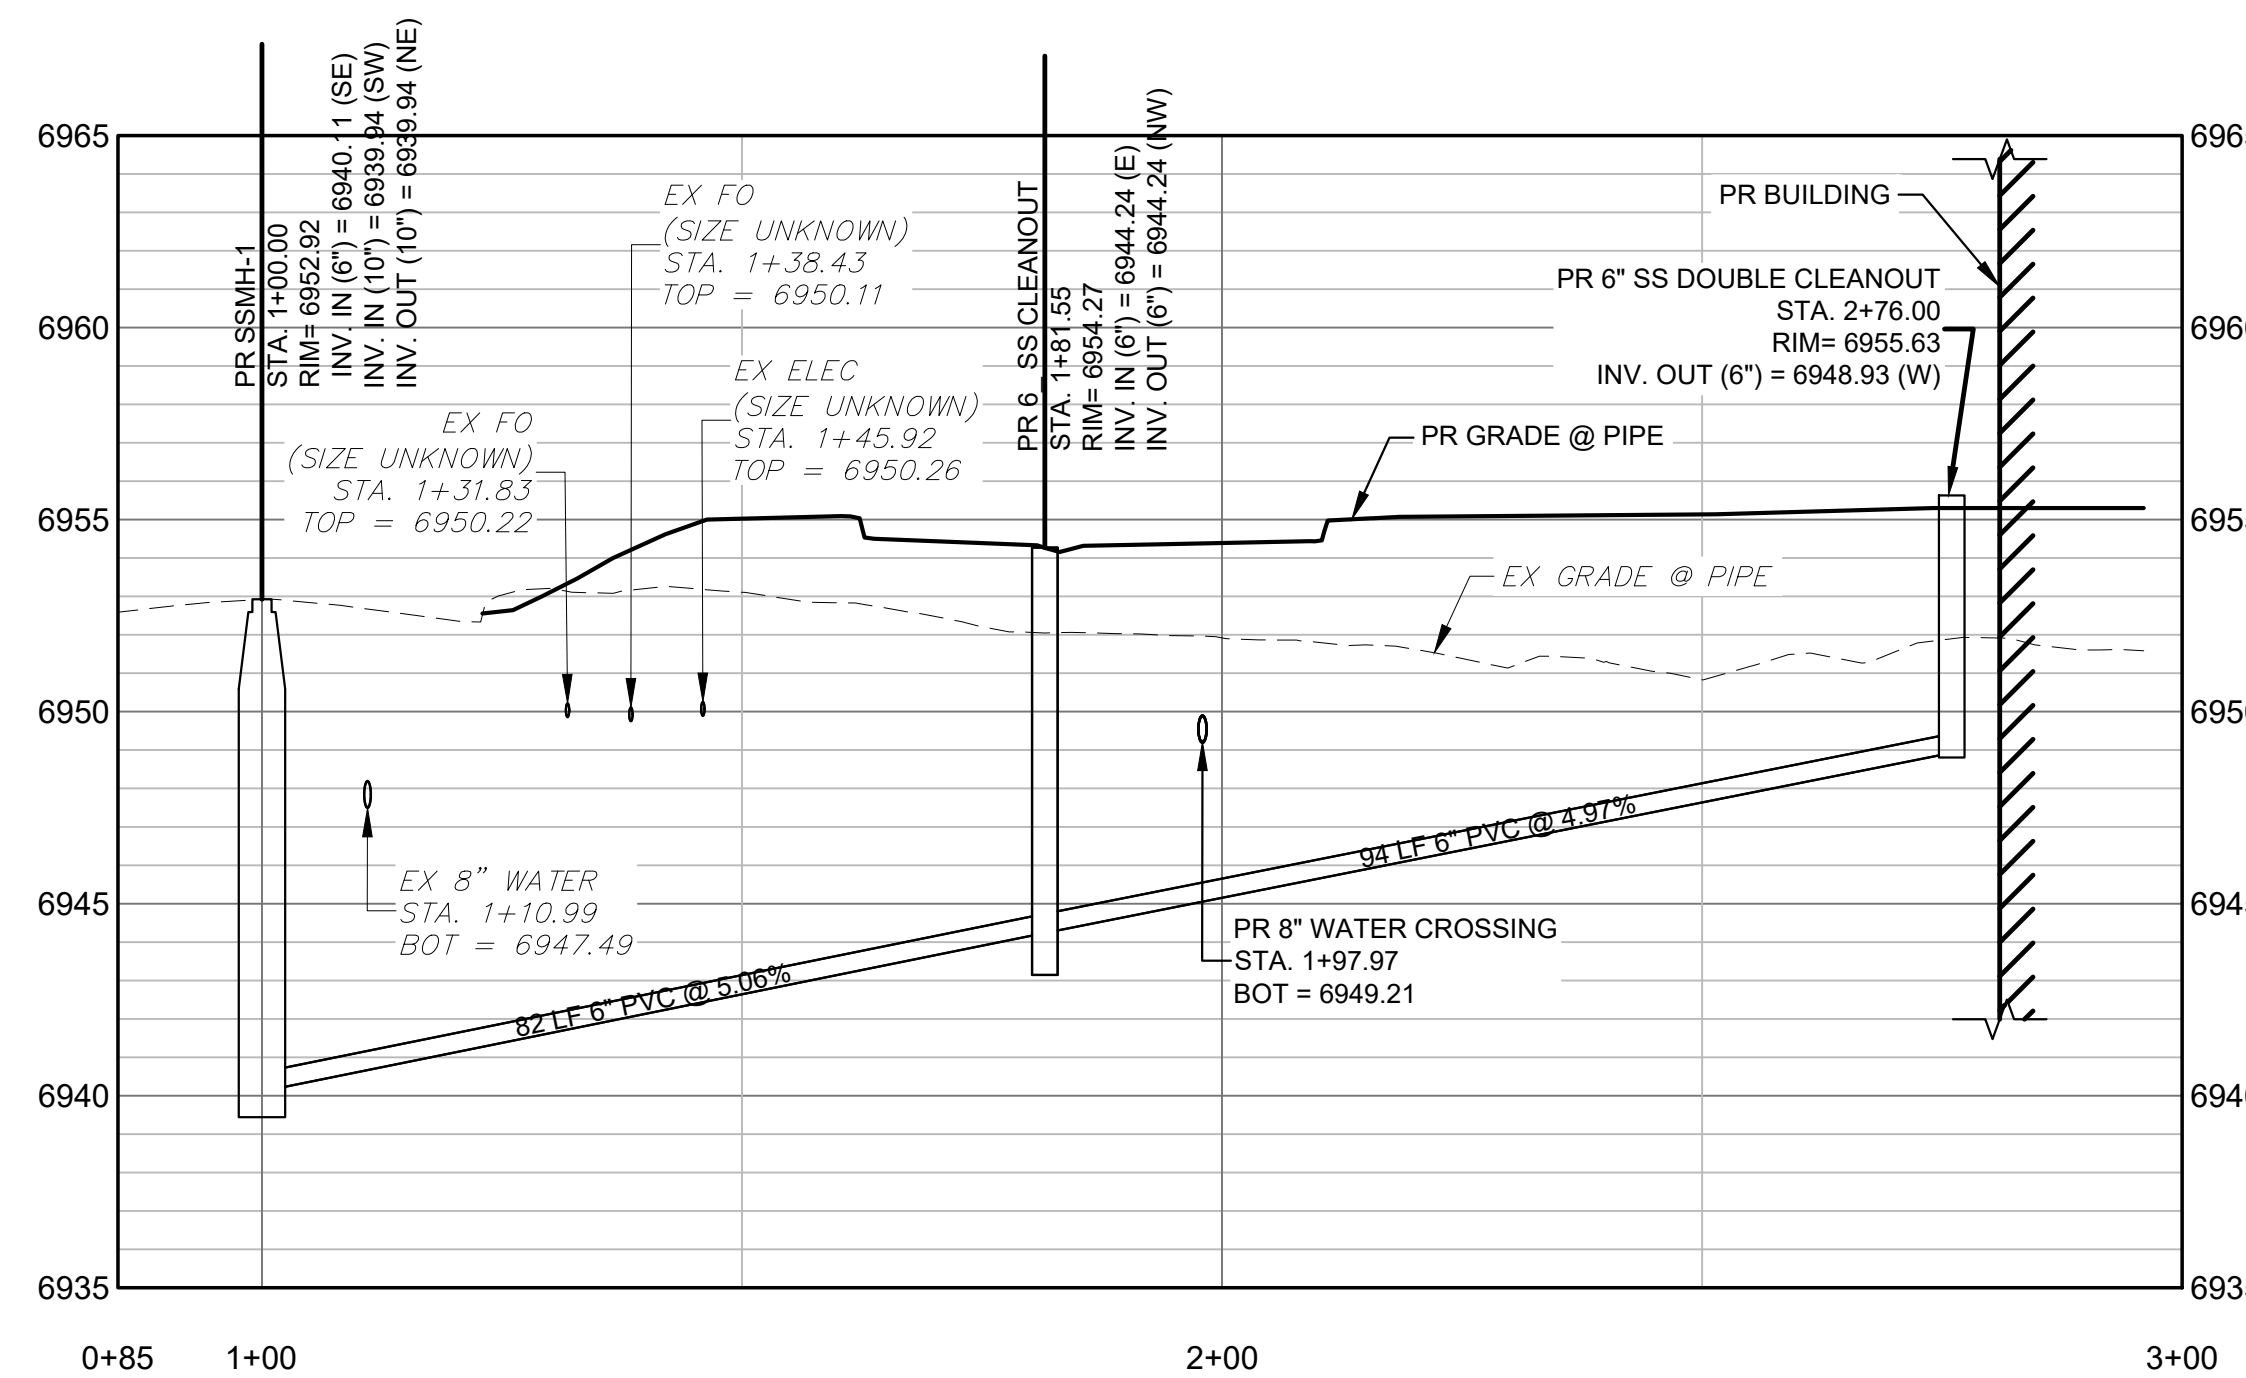 PR SSMH-1
STA. 1+00.00
RIM= 6952.92
INV. IN (6") = 6940.11 (SE)
INV. IN (10") = 6939.94 (SW)
INV. OUT (10") = 6939.94 (NE)
EX FO
(SIZE UNKNOWN)
STA. 1+38.43
TOP = 6950.11
EX ELEC
(SIZE UNKNOWN)
STA. 1+45.92
TOP = 6950.26
EX FO
(SIZE UNKNOWN)
STA. 1+31.83
TOP = 6950.22
PR 6" SS CLEANOUT
STA. 1+81.55
RIM= 6954.27
INV. IN (6") = 6944.24 (E)
INV. OUT (6") = 6944.24 (NW)
PR BUILDING
PR 6" SS DOUBLE CLEANOUT
STA. 2+76.00
RIM= 6955.63
INV. OUT (6") = 6948.93 (W)
PR GRADE @ PIPE
EX GRADE @ PIPE
EX 8" WATER
STA. 1+10.99
BOT = 6947.49
82 LF 6" PVC @ 5.06%
94 LF 6" PVC @ 4.97%
PR 8" WATER CROSSING
STA. 1+97.97
BOT = 6949.21
6965
6960
6955
6950
6945
6940
6935
696
696
695
695
694
694
693
0+85
1+00
2+00
3+00